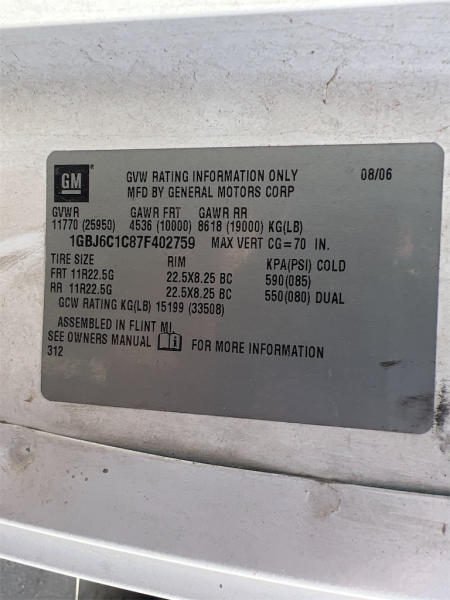 GM ® GVW RATING INFORMATION ONLY 08/06
MFD BY GENERAL MOTORS CORP
GVWR GAWR FRT GAWR RR
11770 (25950) 4536 (10000) 8618 (19000) KG(LB)
1GBJ6C1C87F402759 MAX VERT CG=70 IN.
TIRE SIZE RIM KPA(PSI) COLD
FRT 11R22.5G 22.5X8.25 BC 590(085)
RR 11R22.5G 22.5X8.25 BC 550(080) DUAL
GCW RATING KG(LB) 15199 (33508)
ASSEMBLED IN FLINT MI.
SEE OWNERS MANUAL i FOR MORE INFORMATION
312